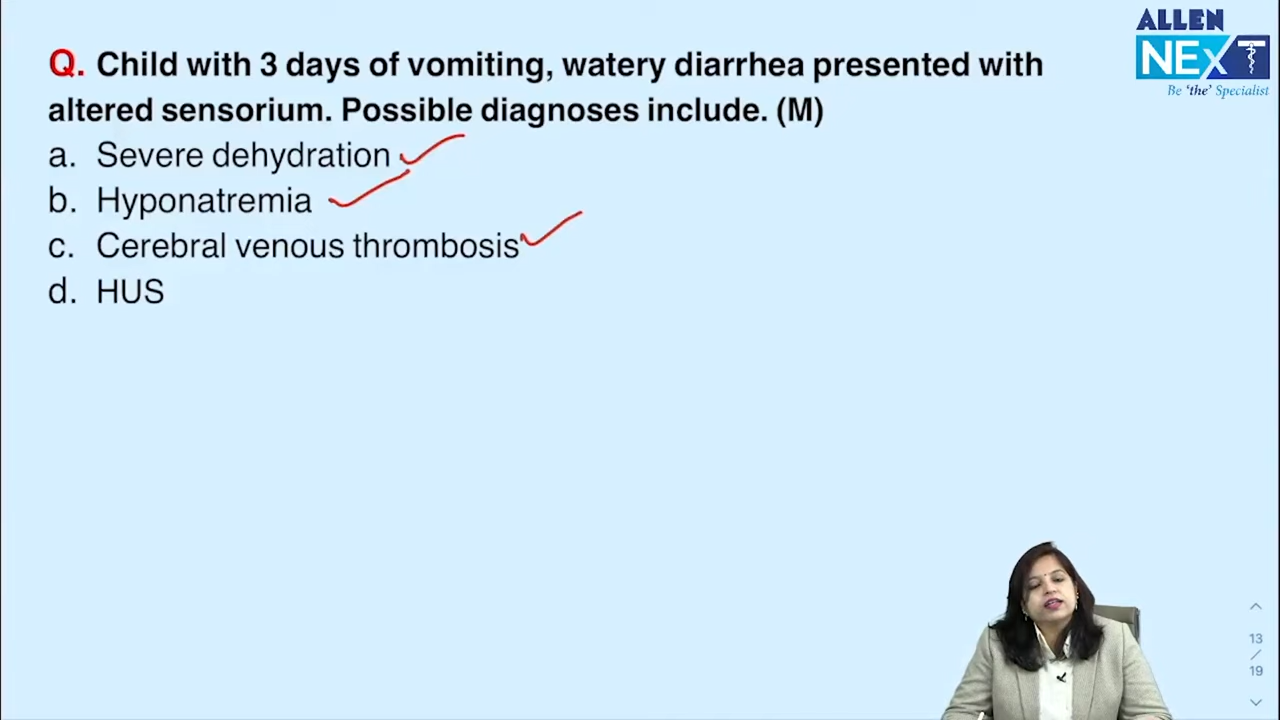 ALLEN
NEXT
Be 'the' Specialist
Q. Child with 3 days of vomiting, watery diarrhea presented with
altered sensorium. Possible diagnoses include. (M)
a. Severe dehydration
b. Hyponatremia
c. Cerebral venous thrombosis
d. HUS
13
/
19